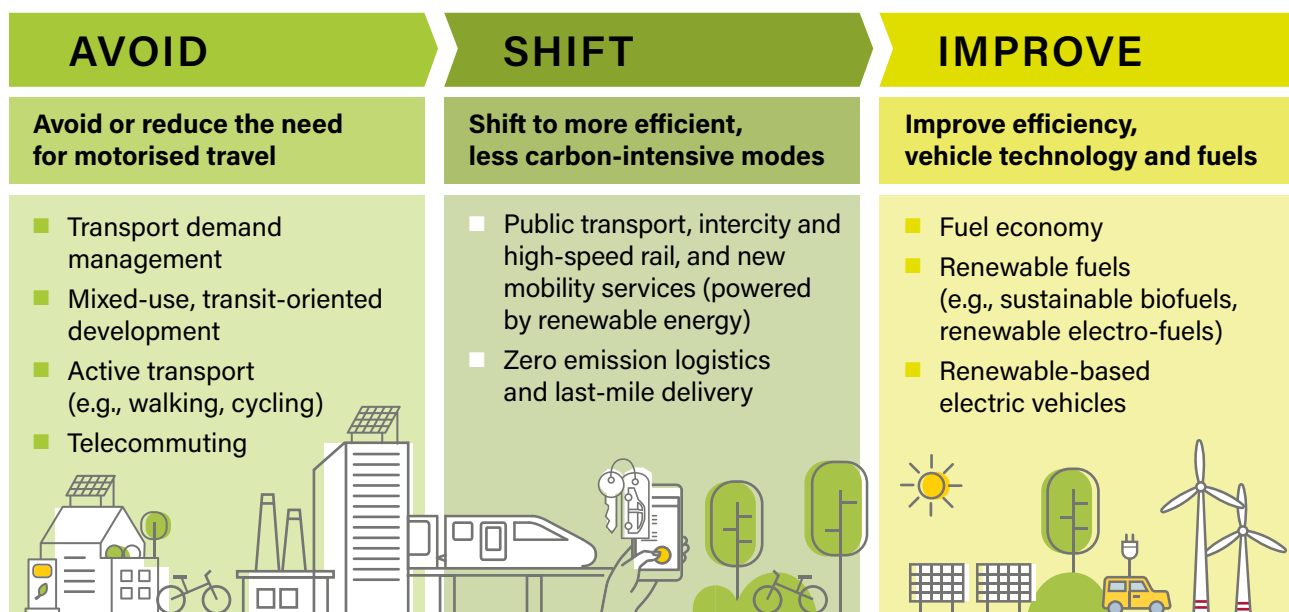 AVOID
Avoid or reduce the need
for motorised travel
Transport demand
management
Mixed-use, transit-oriented
development
Active transport
(e.g., walking, cycling)
Telecommuting
SHIFT
Shift to more efficient,
less carbon-intensive modes
Public transport, intercity and
high-speed rail, and new
mobility services (powered
by renewable energy)
Zero emission logistics
and last-mile delivery
IMPROVE
Improve efficiency,
vehicle technology and fuels
Fuel economy
Renewable fuels
(e.g., sustainable biofuels,
renewable electro-fuels)
Renewable-based
electric vehicles